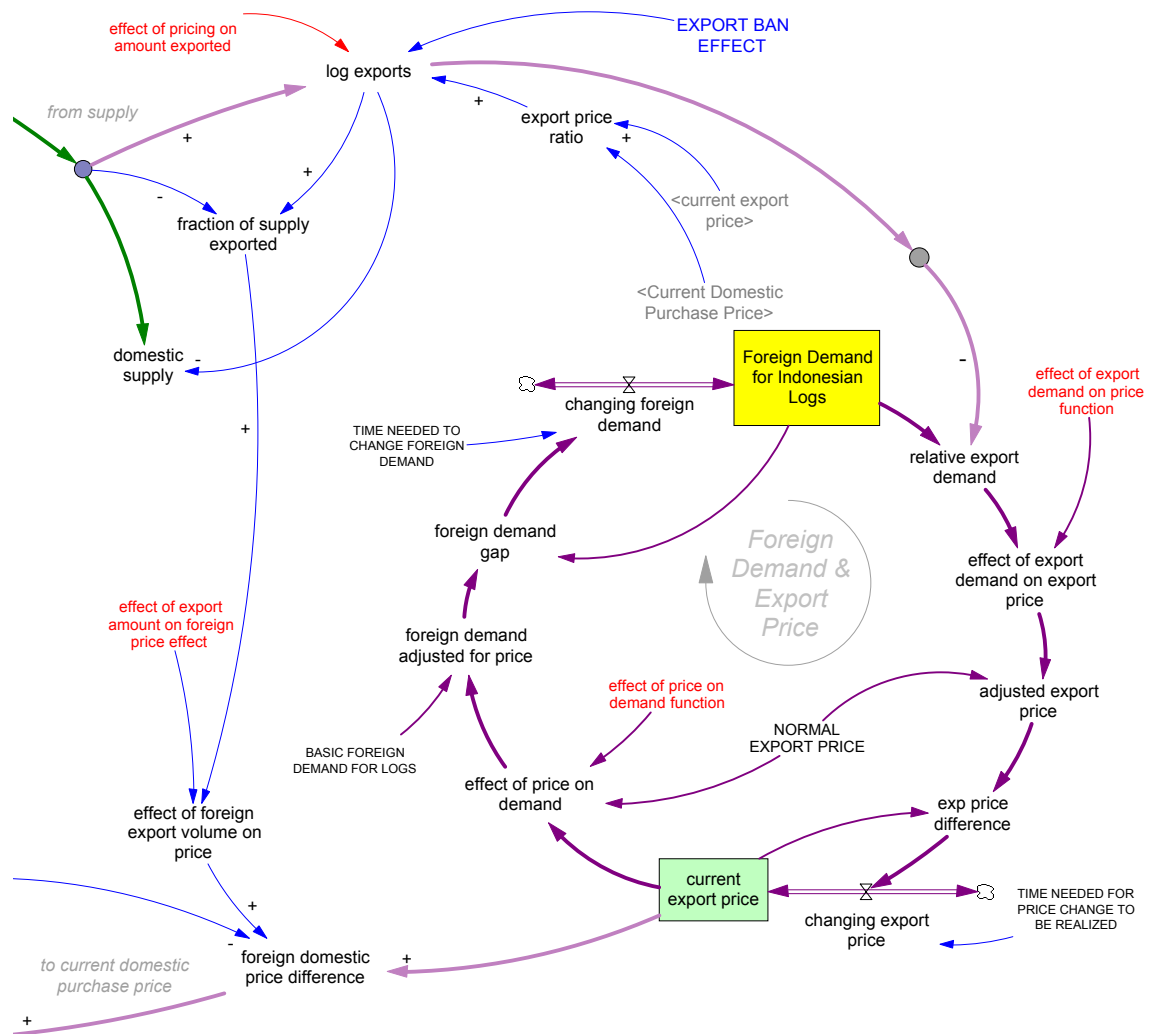 effect of pricing on
amount exported
EXPORT BAN
EFFECT
log exports
from supply
+
+
export price
ratio
+
+
-
fraction of supply
exported
<current export
price>
<Current Domestic
Purchase Price>
domestic
supply
-
+
Foreign Demand
for Indonesian
Logs
-
effect of export
demand on price
function
changing foreign
demand
TIME NEEDED TO
CHANGE FOREIGN
DEMAND
relative export
demand
foreign demand
gap
Foreign
Demand &
Export
Price
effect of export
demand on export
price
effect of export
amount on foreign
price effect
foreign demand
adjusted for price
effect of price on
demand function
adjusted export
price
NORMAL
EXPORT PRICE
BASIC FOREIGN
DEMAND FOR LOGS
effect of price on
demand
effect of foreign
export volume on
price
exp price
difference
current
export price
changing export
price
TIME NEEDED FOR
PRICE CHANGE TO
BE REALIZED
+
-
foreign domestic
price difference
+
to current domestic
purchase price
+